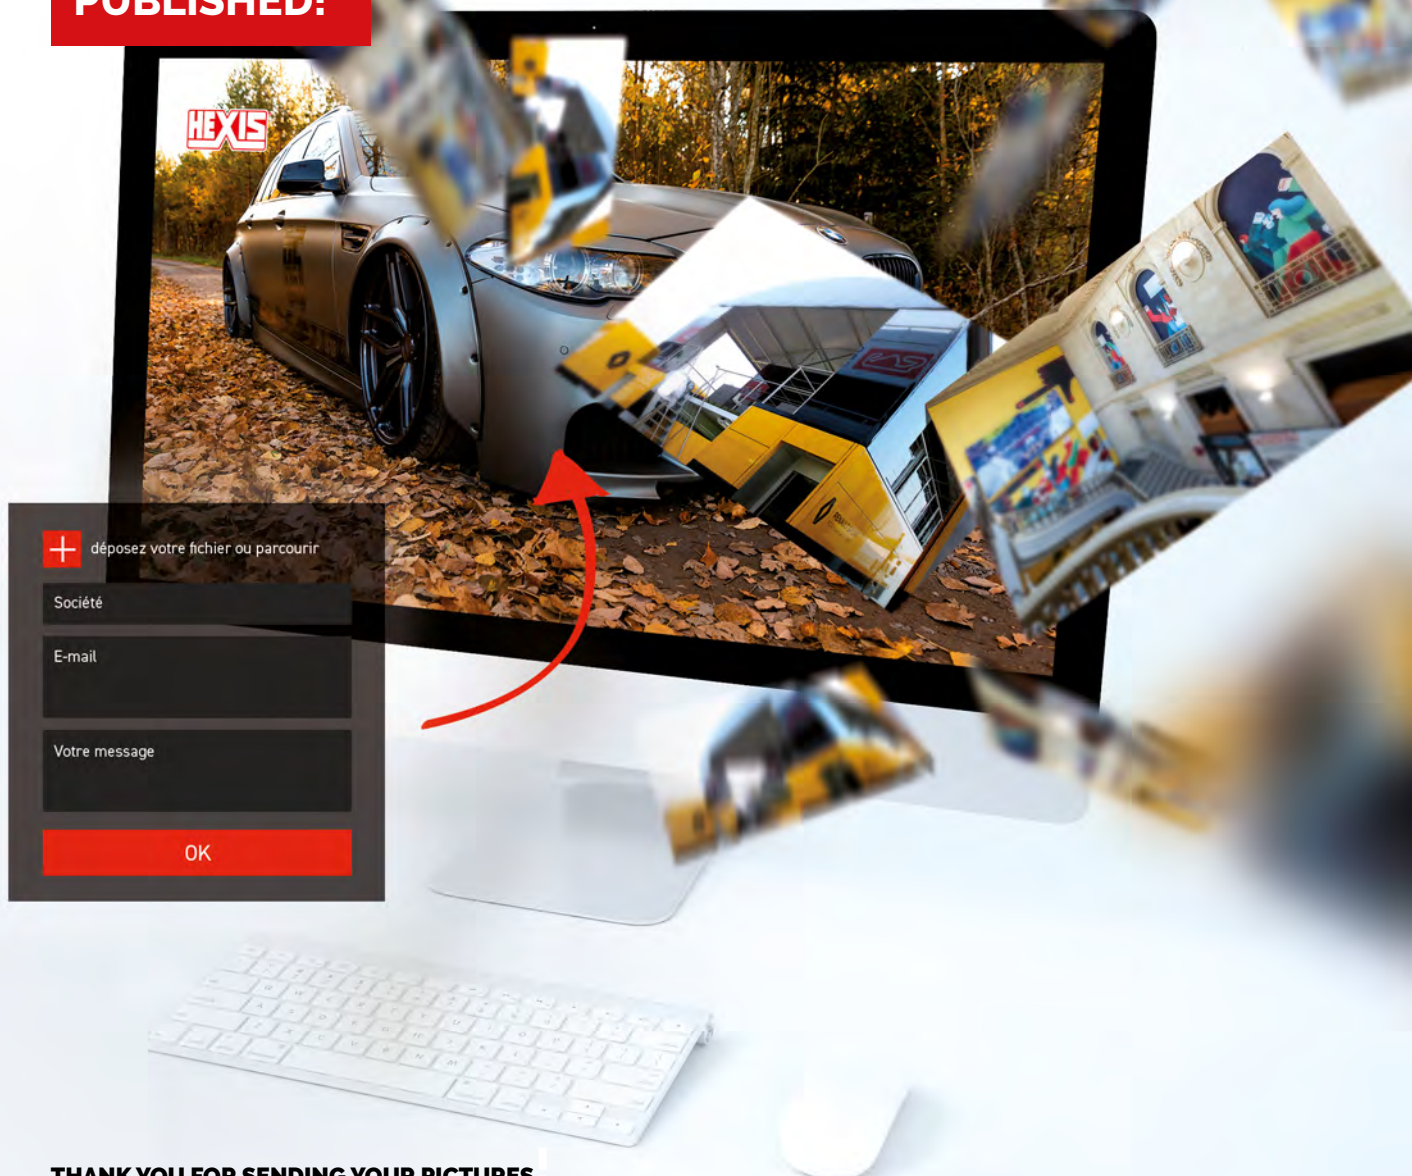 PUBLISHED!
HEXIS
déposez votre fichier ou parcourir
Société
E-mail
Votre message
OK
THANK YOU FOR SENDING YOUR PICTURES